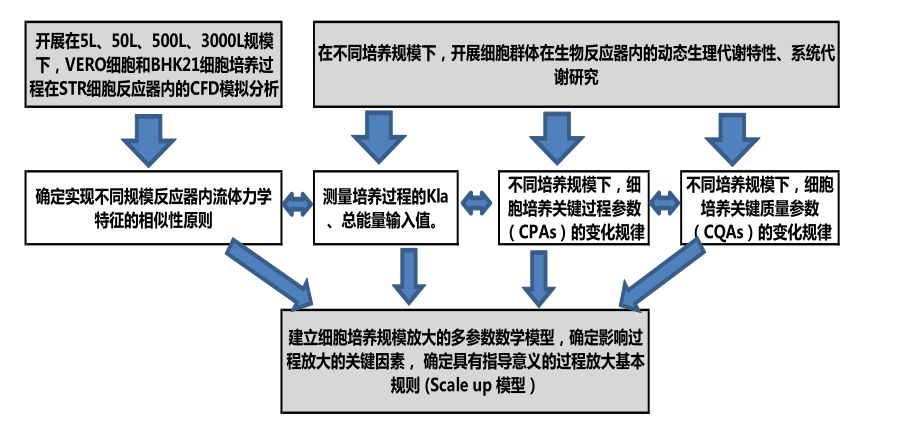 开展在5L、50L、500L、3000L规模
下，VERO细胞和BHK21细胞培养过
程在STR细胞反应器内的CFD模拟分析
在不同培养规模下，开展细胞群体在生物反应器内的动态生理代谢特性、系统代
谢研究
确定实现不同规模反应器内流体力学
特征的相似性原则
测量培养过程的Kla
、总能量输入值。
不同培养规模下，细
胞培养关键过程参数
（CPAs）的变化规律
不同培养规模下，细胞
培养关键质量参数
（CQAs）的变化规律
建立细胞培养规模放大的多参数数学模型，确定影响过
程放大的关键因素， 确定具有指导意义的过程放大基本
规则 (Scale up 模型）